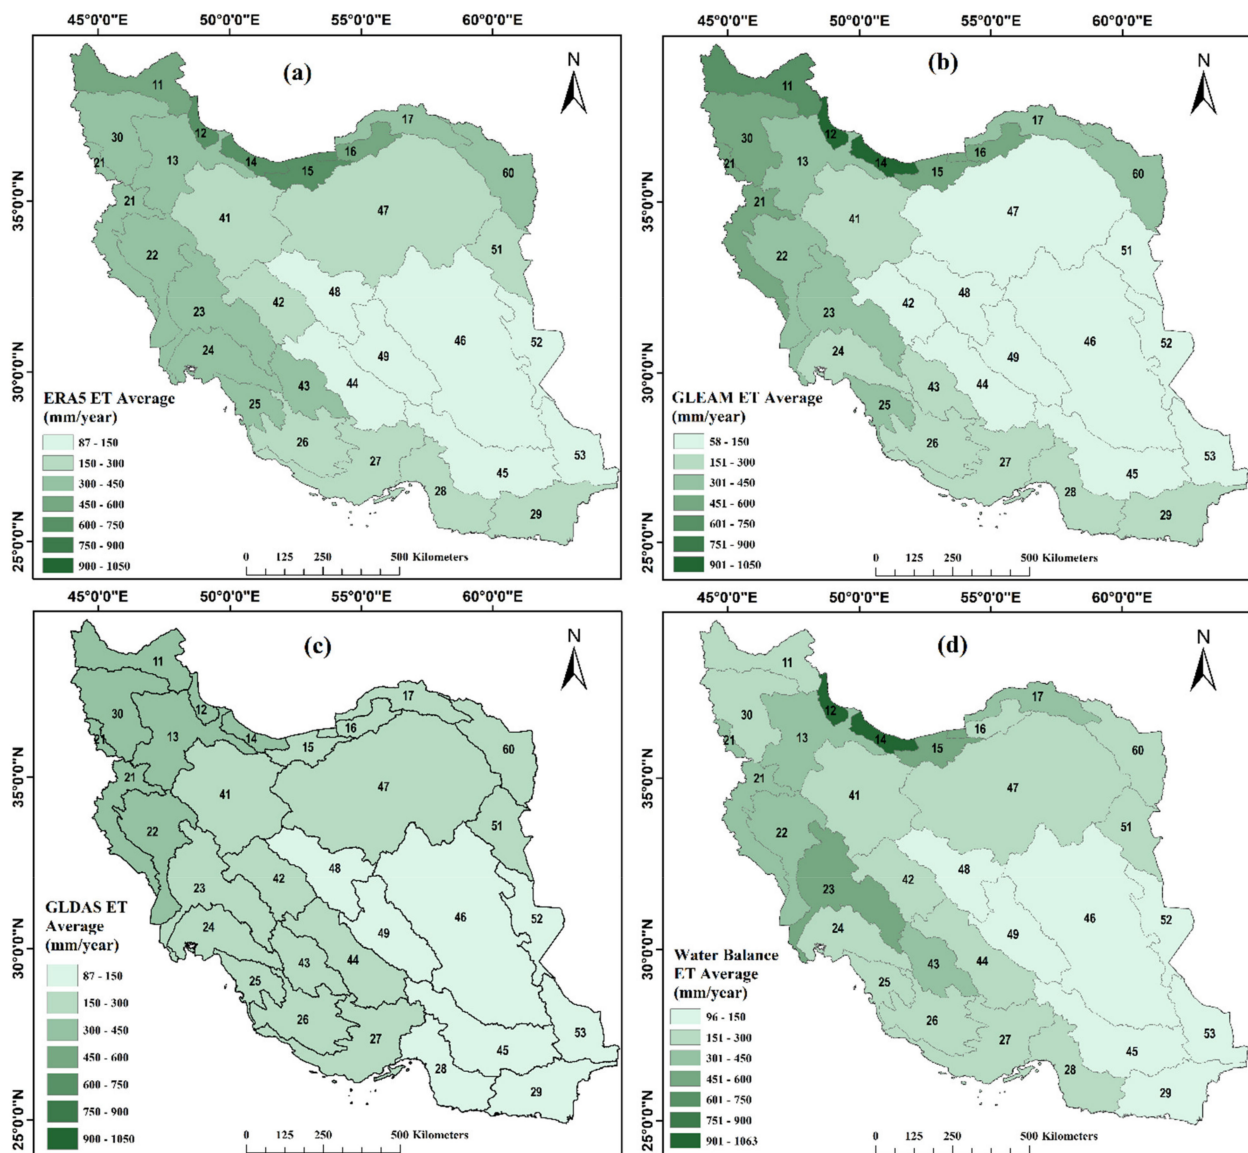 45°0'0"E 50°0'0"E 55°0'0"E 60°0'0"E
35°0'0"N
30°0'0"N
25°0'0"N
(a)
N
11
12
17
30
13
14
16
15
21
60
21
41
47
22
51
42
48
23
46
52
24
49
43
44
25
26
27
45
53
28
29
ERA5 ET Average
(mm/year)
87 - 150
150 - 300
300 - 450
450 - 600
600 - 750
750 - 900
900 - 1050
0 125 250 500 Kilometers
45°0'0"E 50°0'0"E 55°0'0"E 60°0'0"E
35°0'0"N
30°0'0"N
25°0'0"N
(b)
N
11
12
17
30
13
14
16
15
21
60
21
41
47
22
51
42
48
23
46
52
24
49
43
44
25
26
27
45
53
28
29
GLEAM ET Average
(mm/year)
58 - 150
151 - 300
301 - 450
451 - 600
601 - 750
751 - 900
901 - 1050
0 125 250 500 Kilometers
45°0'0"E 50°0'0"E 55°0'0"E 60°0'0"E
35°0'0"N
30°0'0"N
25°0'0"N
(c)
N
11
12
17
30
13
14
16
15
21
60
21
41
47
22
51
42
48
23
46
52
24
49
43
44
25
26
27
45
53
28
29
GLDAS ET
Average
(mm/year)
87 - 150
150 - 300
300 - 450
450 - 600
600 - 750
750 - 900
900 - 1050
0 125 250 500 Kilometers
45°0'0"E 50°0'0"E 55°0'0"E 60°0'0"E
35°0'0"N
30°0'0"N
25°0'0"N
(d)
N
11
12
17
30
13
14
16
15
21
60
21
41
47
22
51
42
48
23
46
52
24
49
43
44
25
26
27
45
53
28
29
Water Balance
ET Average
(mm/year)
96 - 150
151 - 300
301 - 450
451 - 600
601 - 750
751 - 900
901 - 1063
0 125 250 500 Kilometers